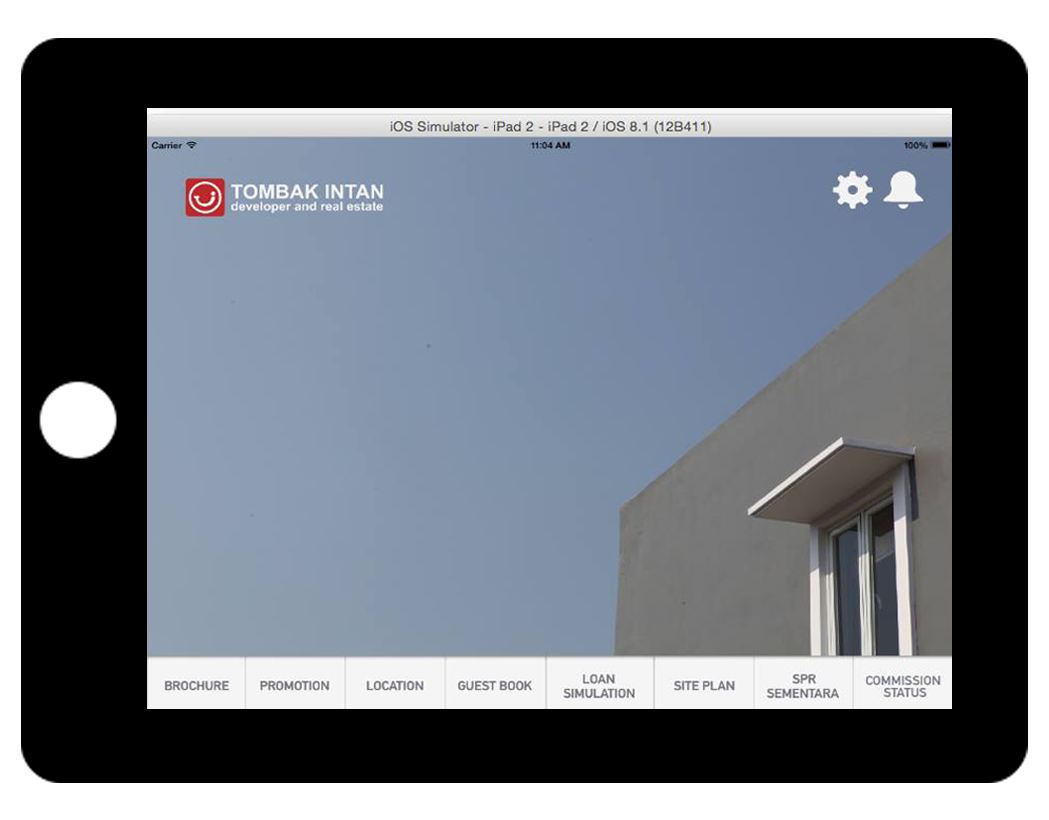 iOS Simulator - iPad 2 - iPad 2 / iOS 8.1 (12B411)
Carrier 11:04 AM 100%
TOMBAK INTAN
developer and real estate
BROCHURE
PROMOTION
LOCATION
GUEST BOOK
LOAN
SIMULATION
SITE PLAN
SPR
SEMENTARA
COMMISSION
STATUS